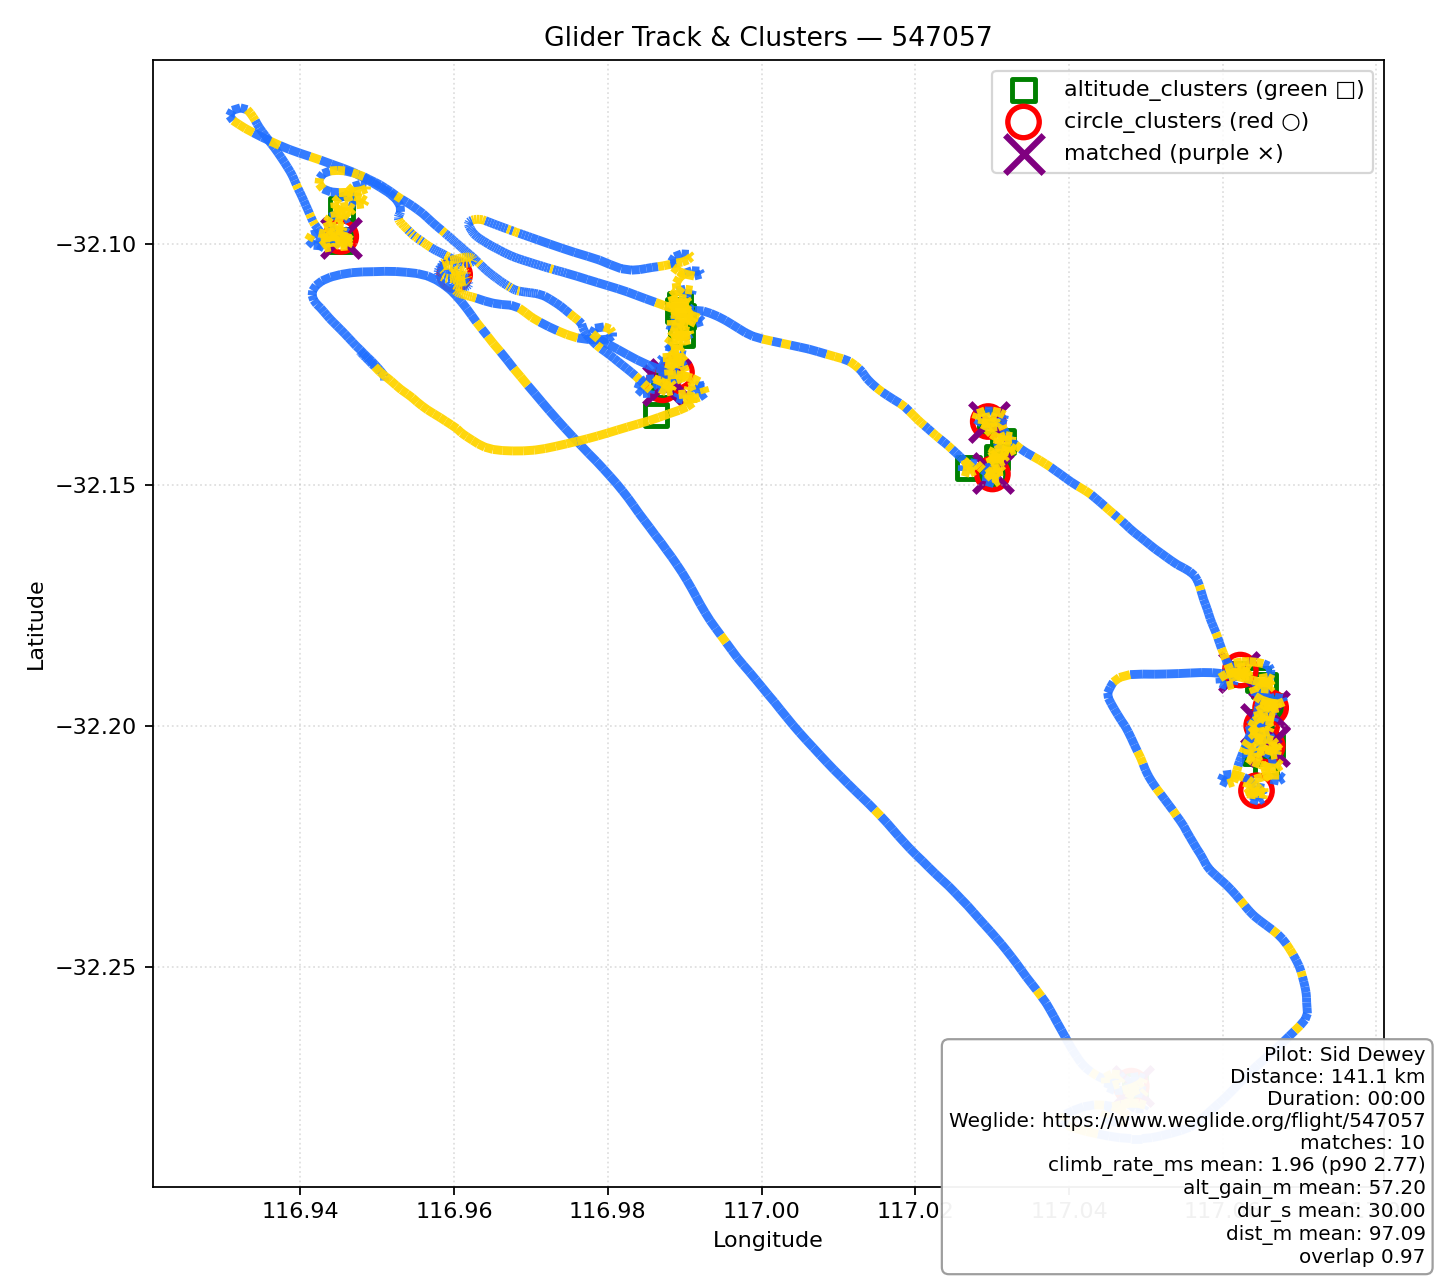 Glider Track & Clusters — 547057
altitude_clusters (green □)
circle_clusters (red ○)
matched (purple ×)
Latitude
−32.10
−32.15
−32.20
−32.25
116.94
116.96
116.98
117.00
117.02
117.04
Longitude
Pilot: Sid Dewey
Distance: 141.1 km
Duration: 00:00
Weglide: https://www.weglide.org/flight/547057
matches: 10
climb_rate_ms mean: 1.96 (p90 2.77)
alt_gain_m mean: 57.20
dur_s mean: 30.00
dist_m mean: 97.09
overlap 0.97